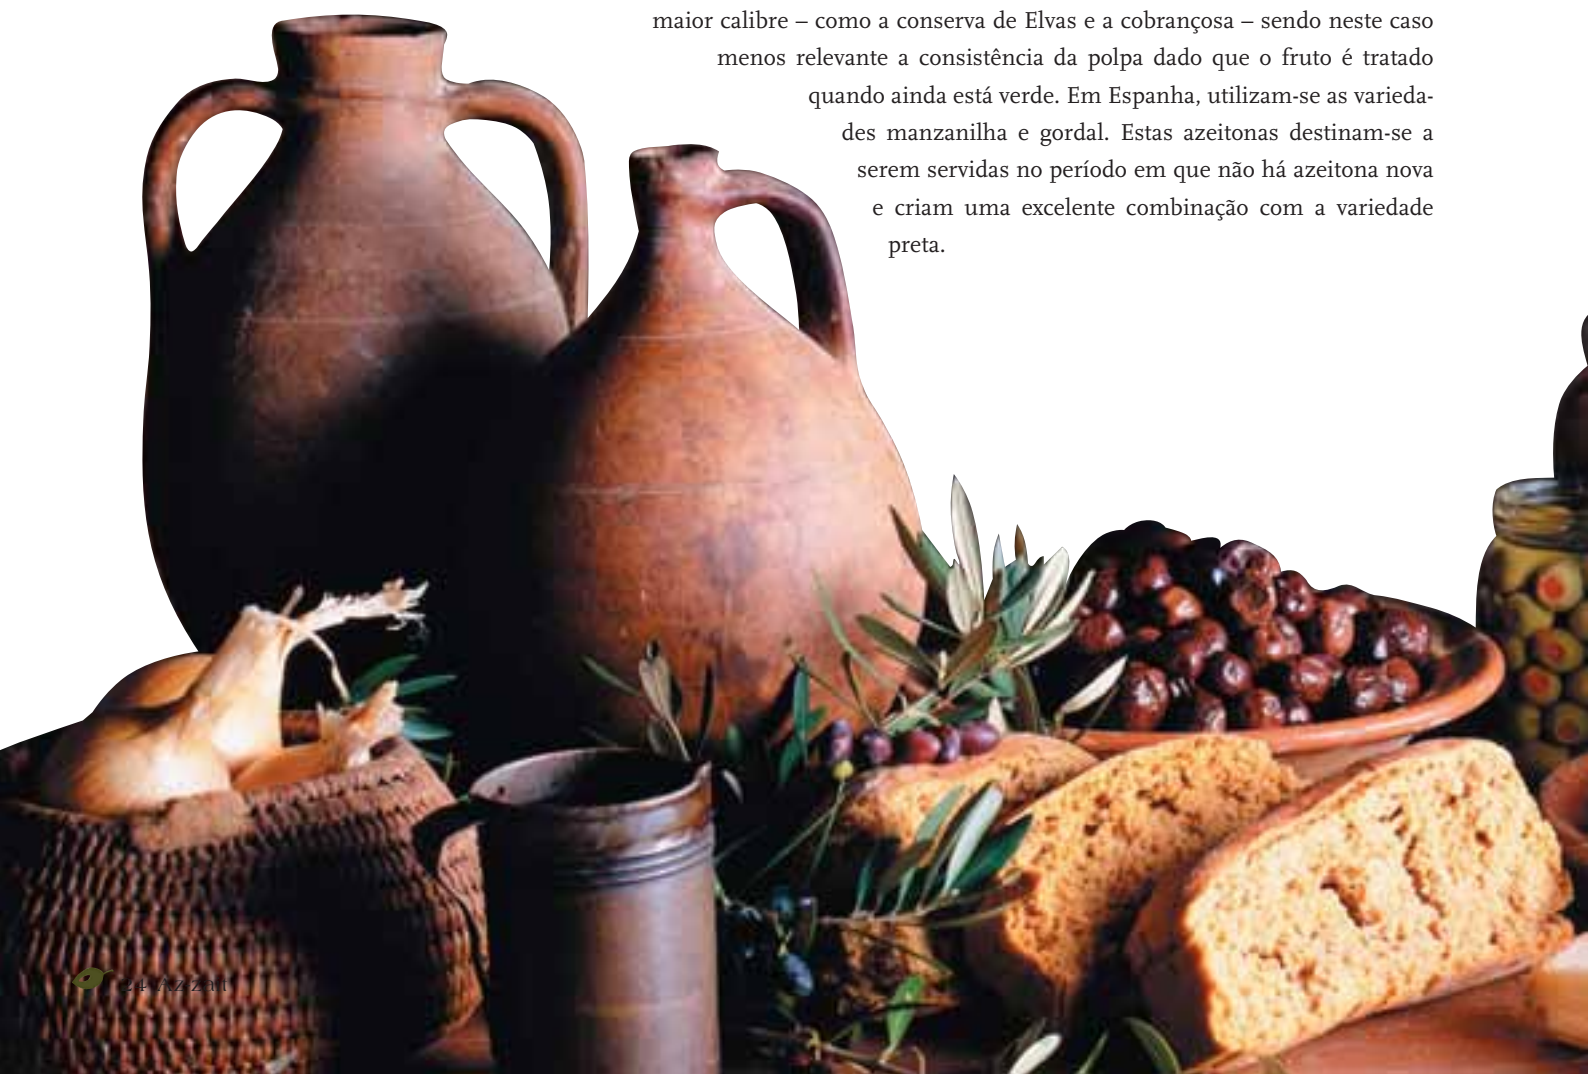 maior calibre – como a conserva de Elvas e a cobrançosa – sendo neste caso
menos relevante a consistência da polpa dado que o fruto é tratado
quando ainda está verde. Em Espanha, utilizam-se as varieda-
des manzanilha e gordal. Estas azeitonas destinam-se a
serem servidas no período em que não há azeitona nova
e criam uma excelente combinação com a variedade
preta.
24 Azzar